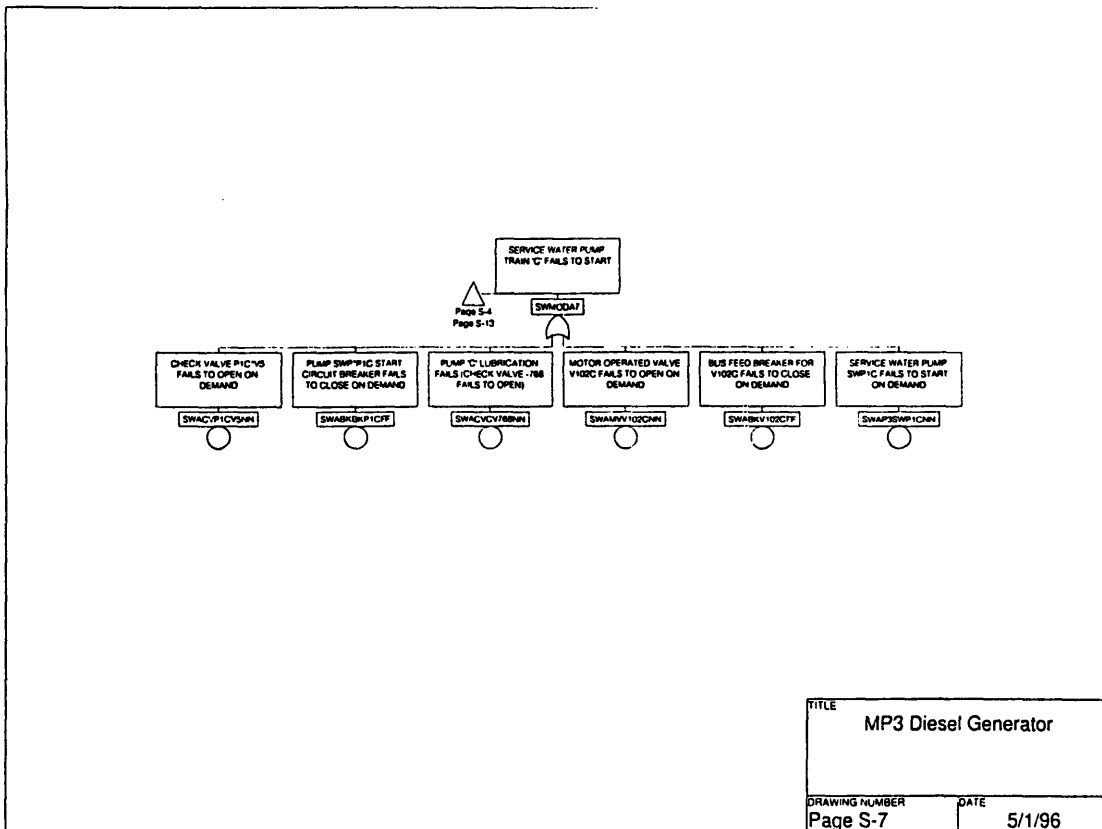 SERVICE WATER PUMP
TRAIN 'C' FAILS TO START
Page S-4
Page S-13
SWMODA7
CHECK VALVE P1C*V5
FAILS TO OPEN ON
DEMAND
PUMP SWP*P1C START
CIRCUIT BREAKER FAILS
TO CLOSE ON DEMAND
PUMP 'C' LUBRICATION
FAILS (CHECK VALVE -788
FAILS TO OPEN)
MOTOR OPERATED VALVE
V102C FAILS TO OPEN ON
DEMAND
BUS FEED BREAKER FOR
V102C FAILS TO CLOSE
ON DEMAND
SERVICE WATER PUMP
SWP1C FAILS TO START
ON DEMAND
SWACVP1CV5NN
SWABKBKP1CFF
SWACVCV788NN
SWAMVV102CNN
SWABKV102CFF
SWAP3SWP1CNN
TITLE
MP3 Diesel Generator
DRAWING NUMBER
Page S-7
DATE
5/1/96